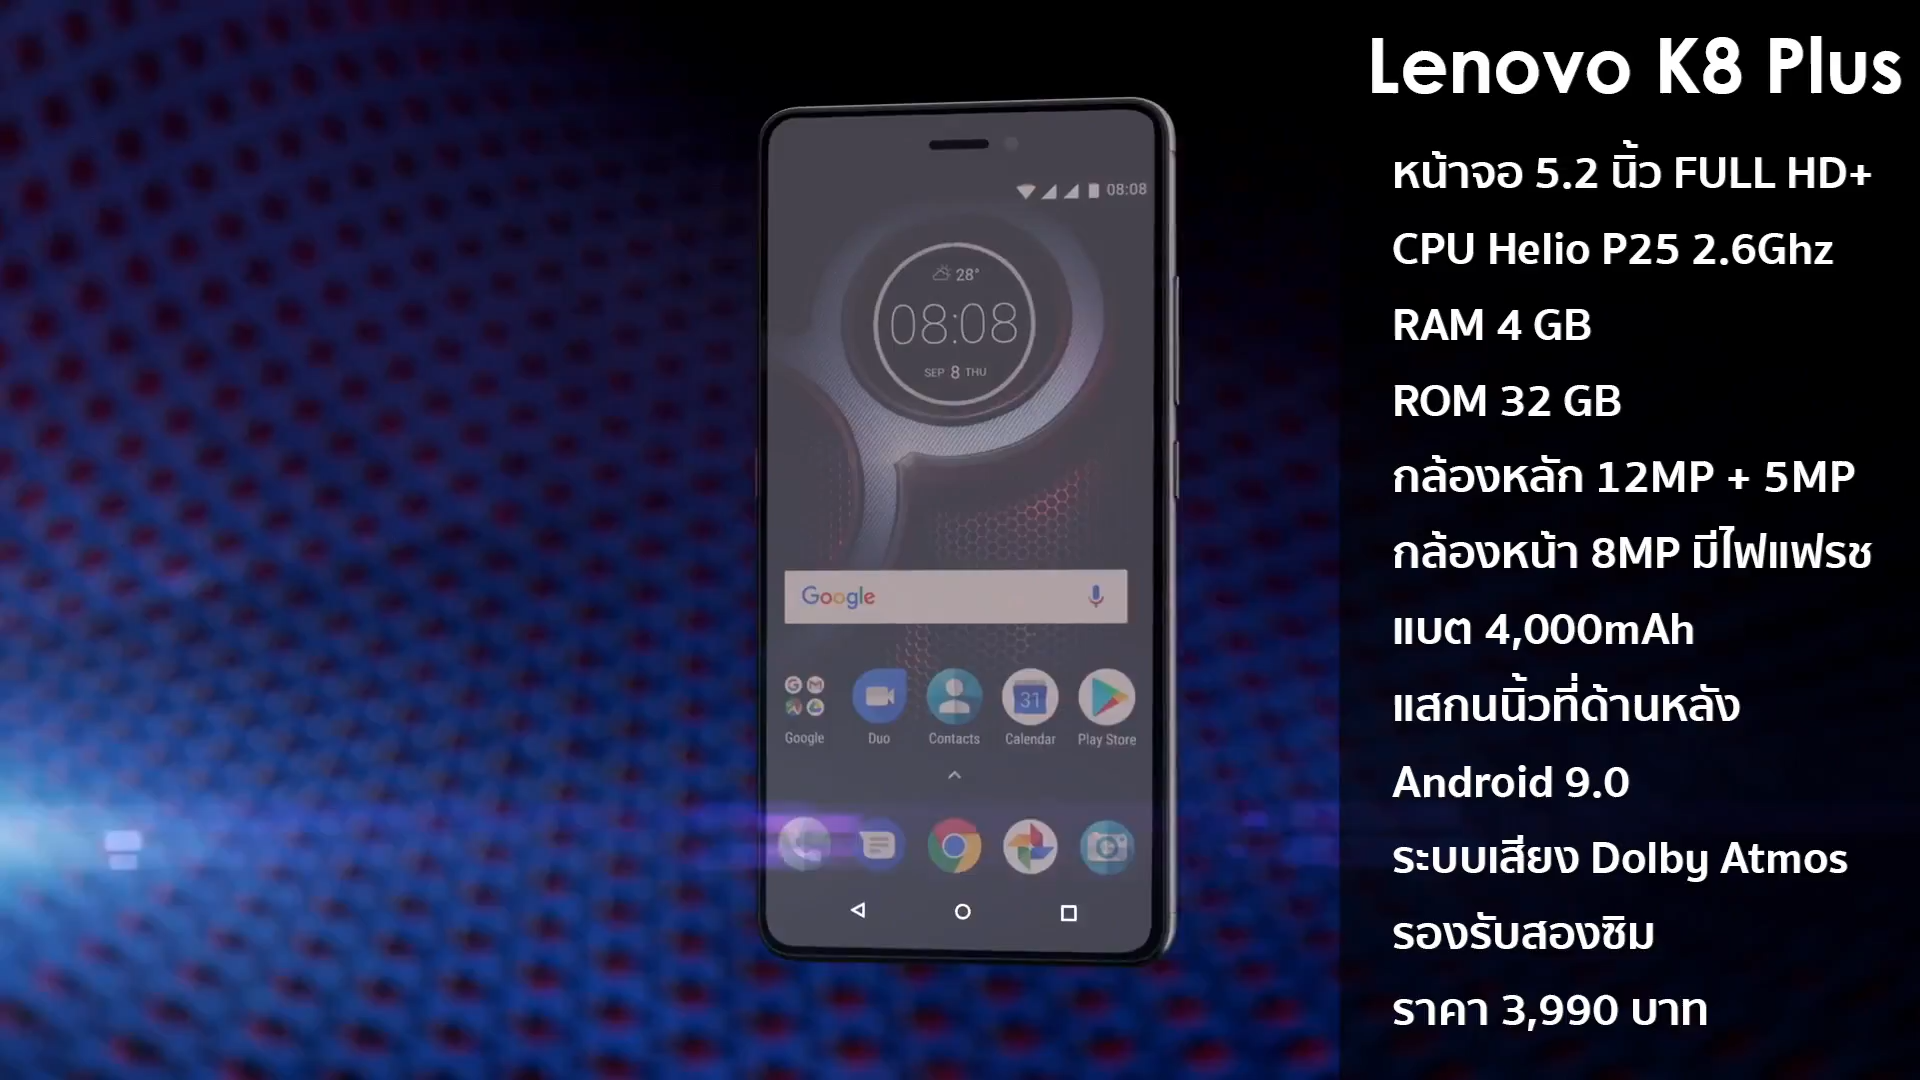 Lenovo K8 Plus
หน้าจอ 5.2 นิ้ว FULL HD+
CPU Helio P25 2.6Ghz
RAM 4 GB
ROM 32 GB
กล้องหลัก 12MP + 5MP
กล้องหน้า 8MP มีไฟแฟรช
แบต 4,000mAh
แสกนนิ้วที่ด้านหลัง
Android 9.0
ระบบเสียง Dolby Atmos
รองรับสองซิม
ราคา 3,990 บาท
08:08
28°
08:08
SEP 8 THU
Google
31
Google Duo Contacts Calendar Play Store